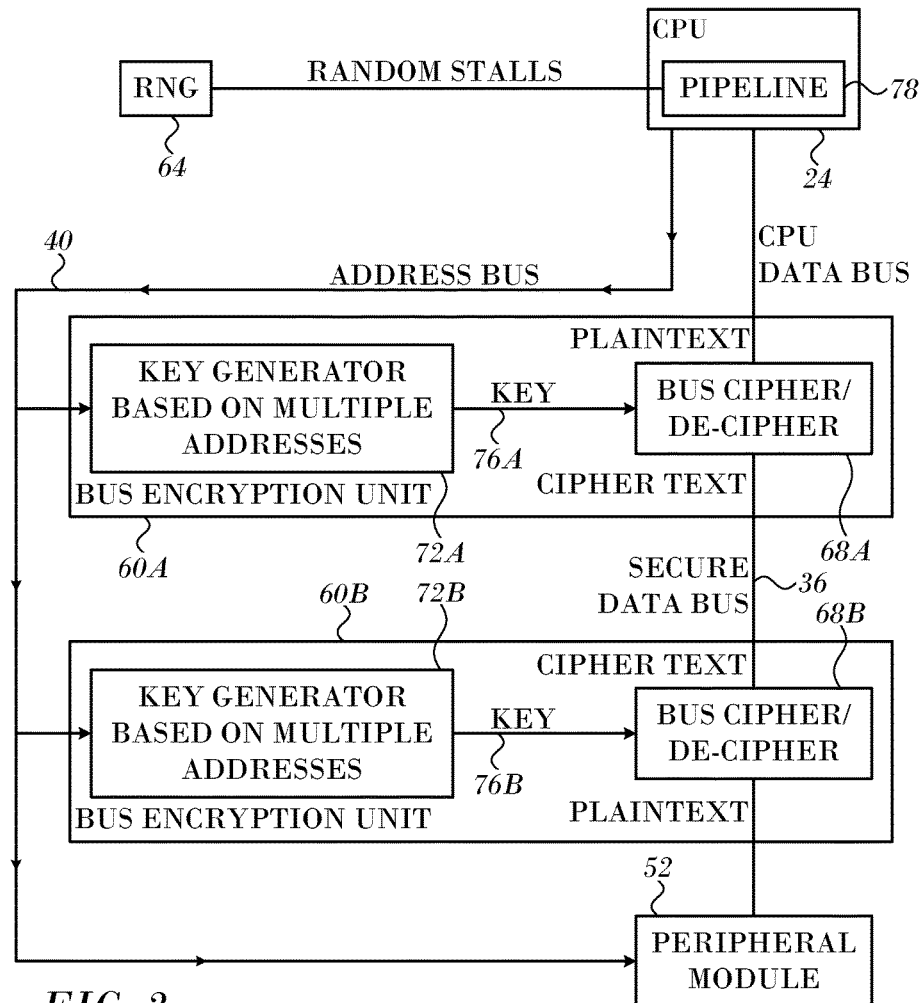 CPU
RNG
RANDOM STALLS
PIPELINE
78
64
24
40
ADDRESS BUS
CPU
DATA BUS
PLAINTEXT
KEY GENERATOR
BASED ON MULTIPLE
ADDRESSES
KEY
76A
BUS CIPHER/
DE-CIPHER
CIPHER TEXT
BUS ENCRYPTION UNIT
60A
72A
68A
SECURE
DATA BUS
36
60B
72B
68B
CIPHER TEXT
KEY GENERATOR
BASED ON MULTIPLE
ADDRESSES
KEY
76B
BUS CIPHER/
DE-CIPHER
PLAINTEXT
BUS ENCRYPTION UNIT
52
PERIPHERAL
MODULE